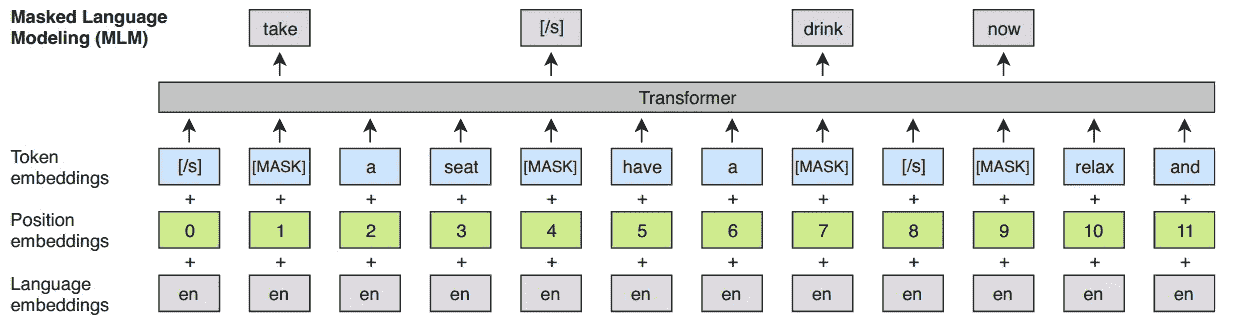 Masked Language
Modeling (MLM)
take [/s] drink now
Transformer
Token
embeddings
[/s] [MASK] a seat [MASK] have a [MASK] [/s] [MASK] relax and
+ + + + + + + + + + + +
Position
embeddings
0 1 2 3 4 5 6 7 8 9 10 11
+ + + + + + + + + + + +
Language
embeddings
en en en en en en en en en en en en